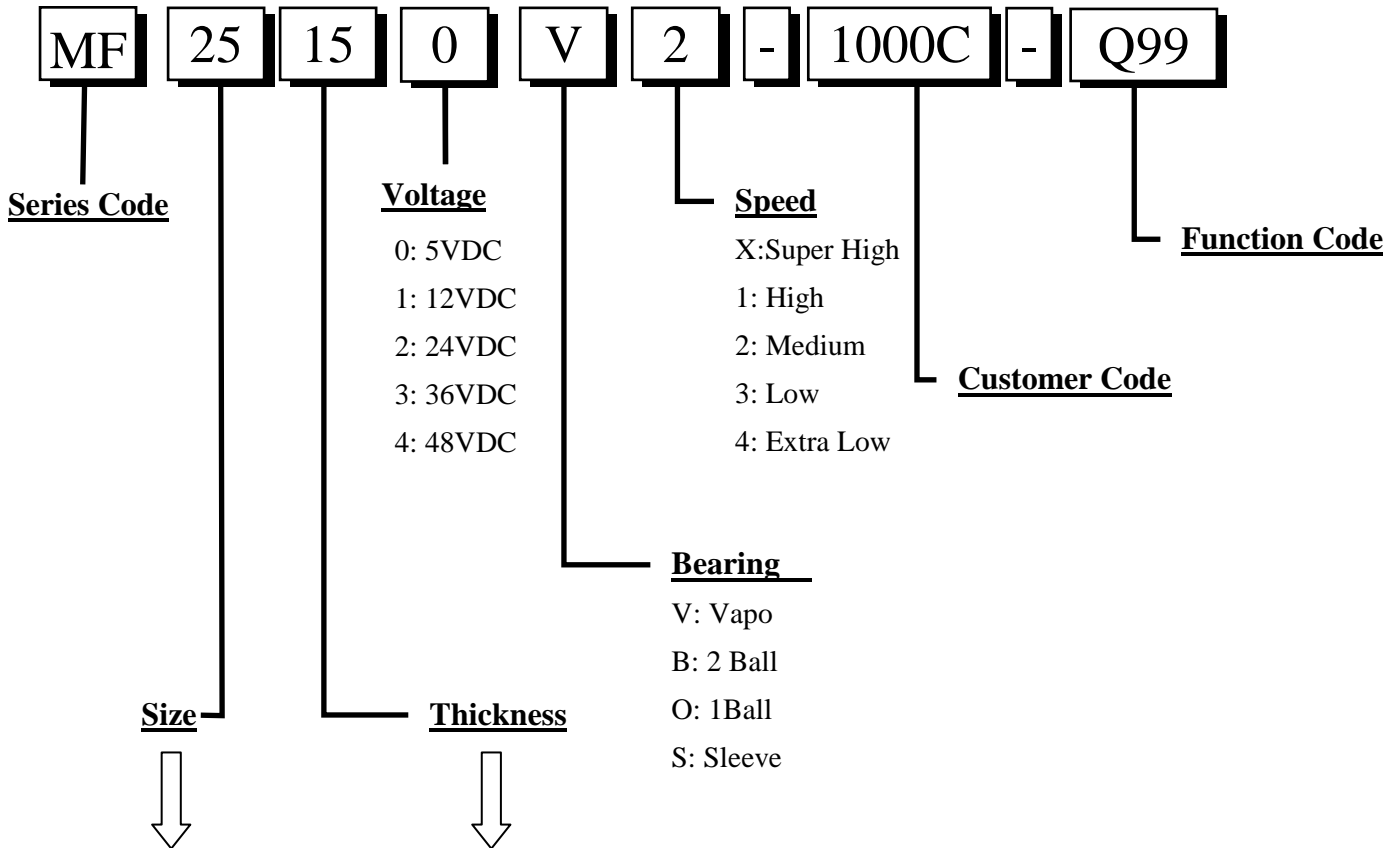 MF 25 15 0 V 2 - 1000C - Q99
Series Code
Voltage
0: 5VDC
1: 12VDC
2: 24VDC
3: 36VDC
4: 48VDC
Speed
X:Super High
1: High
2: Medium
3: Low
4: Extra Low
Function Code
Customer Code
Bearing
V: Vapo
B: 2 Ball
O: 1Ball
S: Sleeve
Size
Thickness